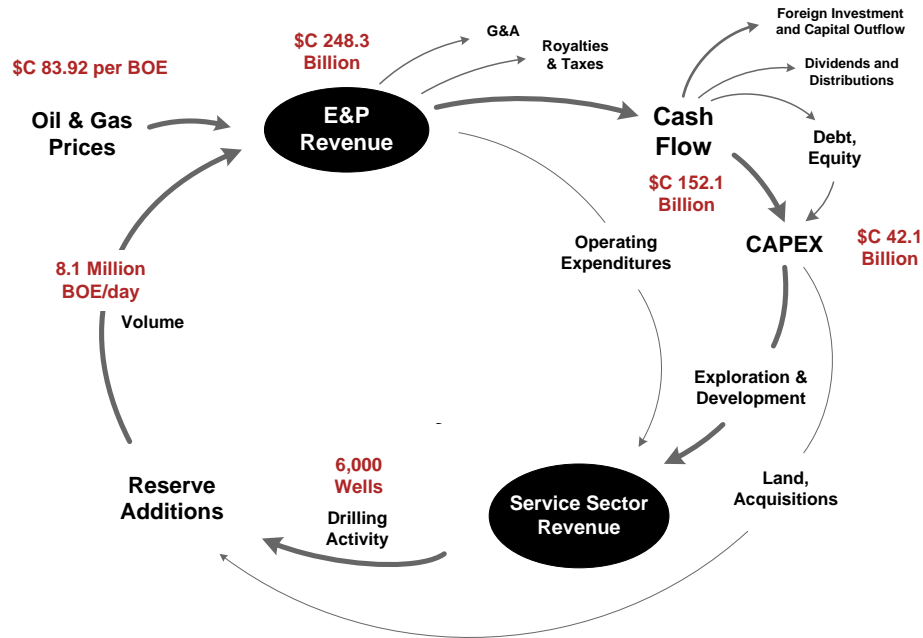 Foreign Investment
and Capital Outflow
G&A
$C 248.3
Billion
Royalties
& Taxes
$C 83.92 per BOE
Dividends and
Distributions
Oil & Gas
Prices
E&P
Revenue
Cash
Flow
Debt,
Equity
$C 152.1
Billion
Operating
Expenditures
CAPEX
$C 42.1
Billion
8.1 Million
BOE/day
Volume
Exploration &
Development
6,000
Wells
Reserve
Additions
Drilling
Activity
Service Sector
Revenue
Land,
Acquisitions